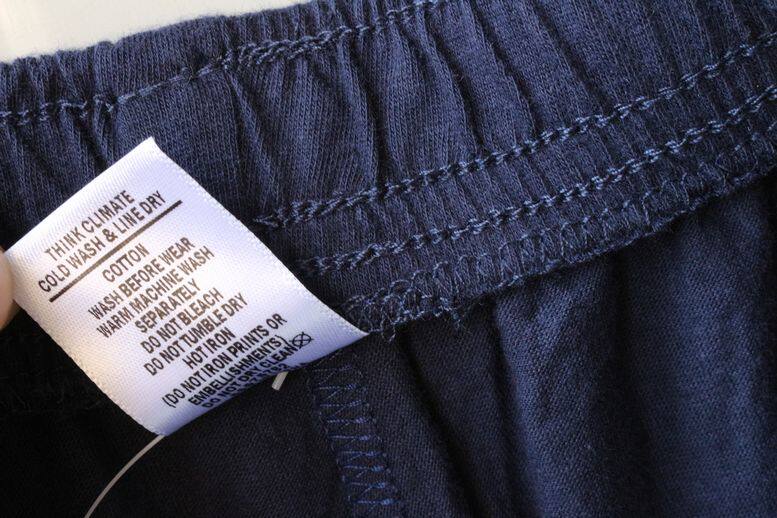 THINK CLIMATE
COLD WASH & LINE DRY
COTTON
WASH BEFORE WEAR
WARM MACHINE WASH
SEPARATELY
DO NOT BLEACH
DO NOT TUMBLE DRY
HOT IRON
(DO NOT IRON PRINTS OR
EMBELLISHMENTS)
DO NOT DRY CLEAN